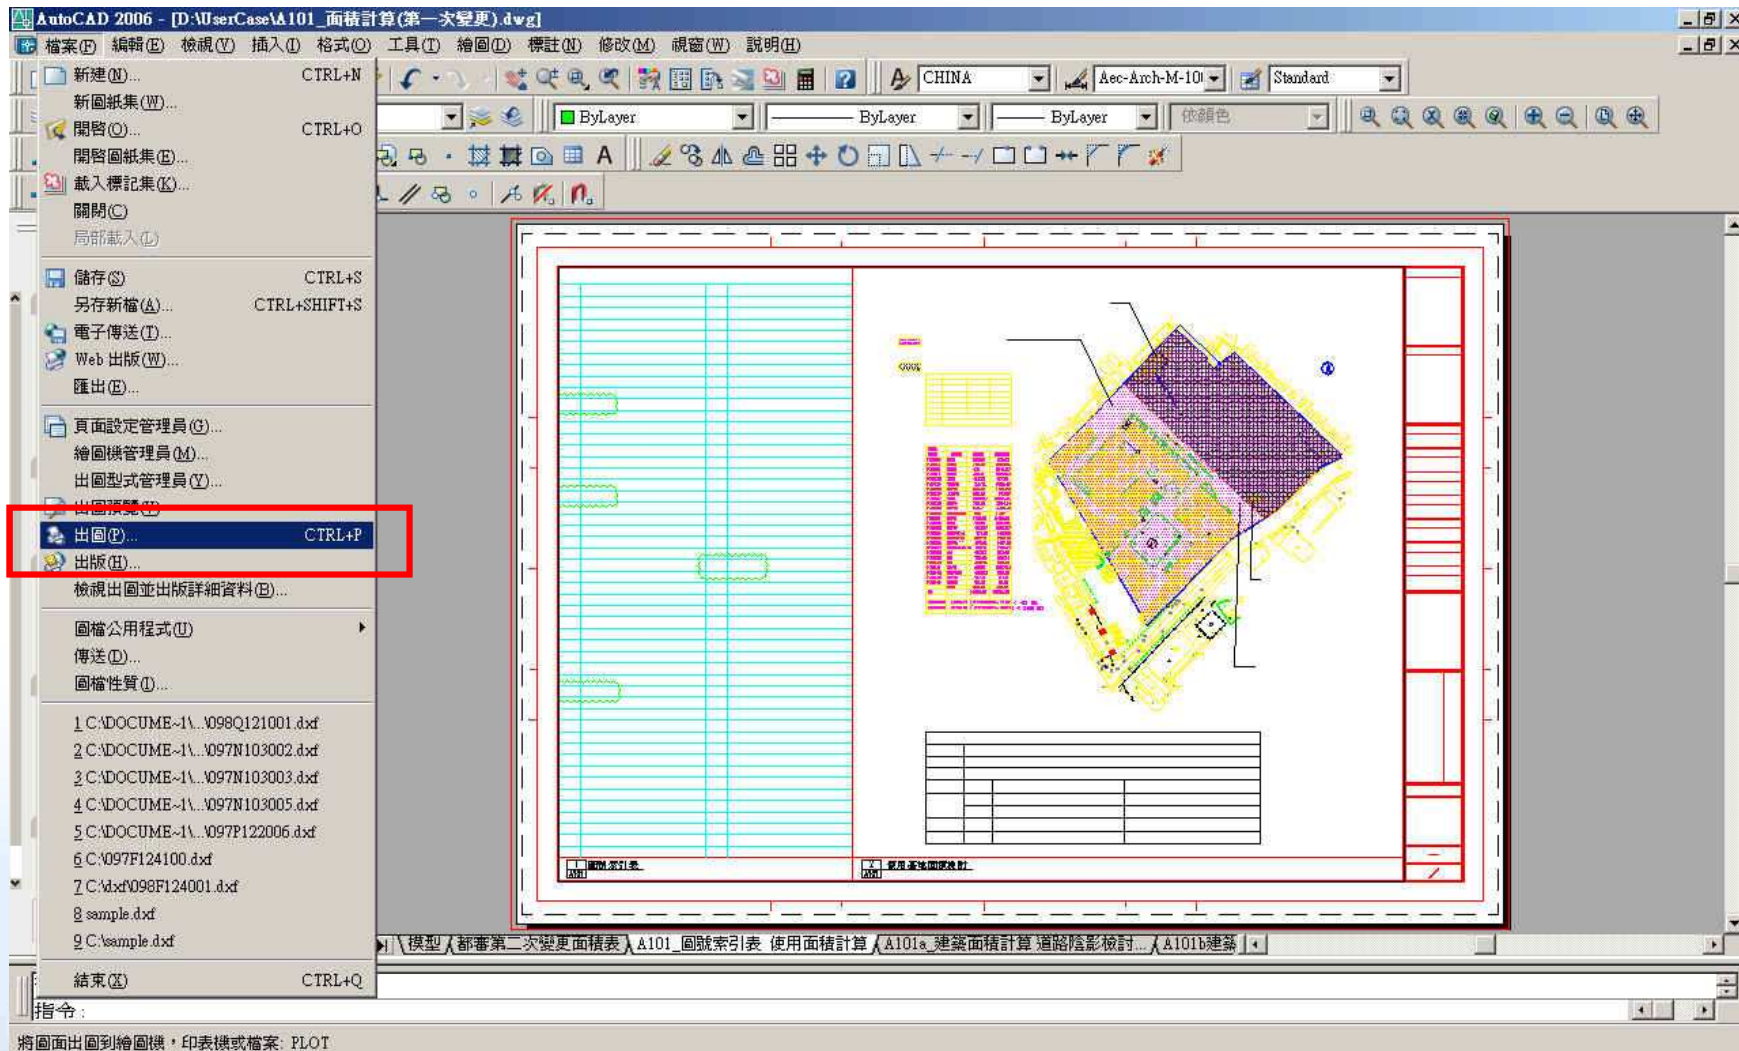 AutoCAD 2006 - [D:\UserCase\A101_面積計算(第一次變更).dwg]
檔案(F) 編輯(E) 檢視(V) 插入(I) 格式(O) 工具(T) 繪圖(D) 標註(N) 修改(M) 視窗(W) 說明(H)
新建(N)... CTRL+N
CHINA Aec-Arch-M-10 Standard
新圖紙集(W)...
ByLayer ByLayer ByLayer 依顏色
開啓(O)... CTRL+O
開啓圖紙集(E)...
A
載入標記集(K)...
關閉(C)
局部載入(L)
儲存(S) CTRL+S
另存新檔(A)... CTRL+SHIFT+S
電子傳送(T)...
Web 出版(W)...
匯出(E)...
頁面設定管理員(G)...
繪圖機管理員(M)...
出圖型式管理員(Y)...
出圖預覽(V)
出圖(P)... CTRL+P
出版(H)...
檢視出圖並出版詳細資料(B)...
圖檔公用程式(U)
傳送(D)...
圖檔性質(I)...
1 C:\DOCUME~1\...\098Q121001.dxf
2 C:\DOCUME~1\...\097N103002.dxf
3 C:\DOCUME~1\...\097N103003.dxf
4 C:\DOCUME~1\...\097N103005.dxf
5 C:\DOCUME~1\...\097P122006.dxf
6 C:\097F124100.dxf
7 C:\dxf\098F124001.dxf
8 sample.dxf
9 C:\sample.dxf
結束(X) CTRL+Q
圖號索引表
模型 都審第二次變更面積表 A101_圖號索引表 使用面積計算 A101a_建築面積計算 道路陰影檢討... A101b建築
指令:
將圖面出圖到繪圖機，印表機或檔案: PLOT